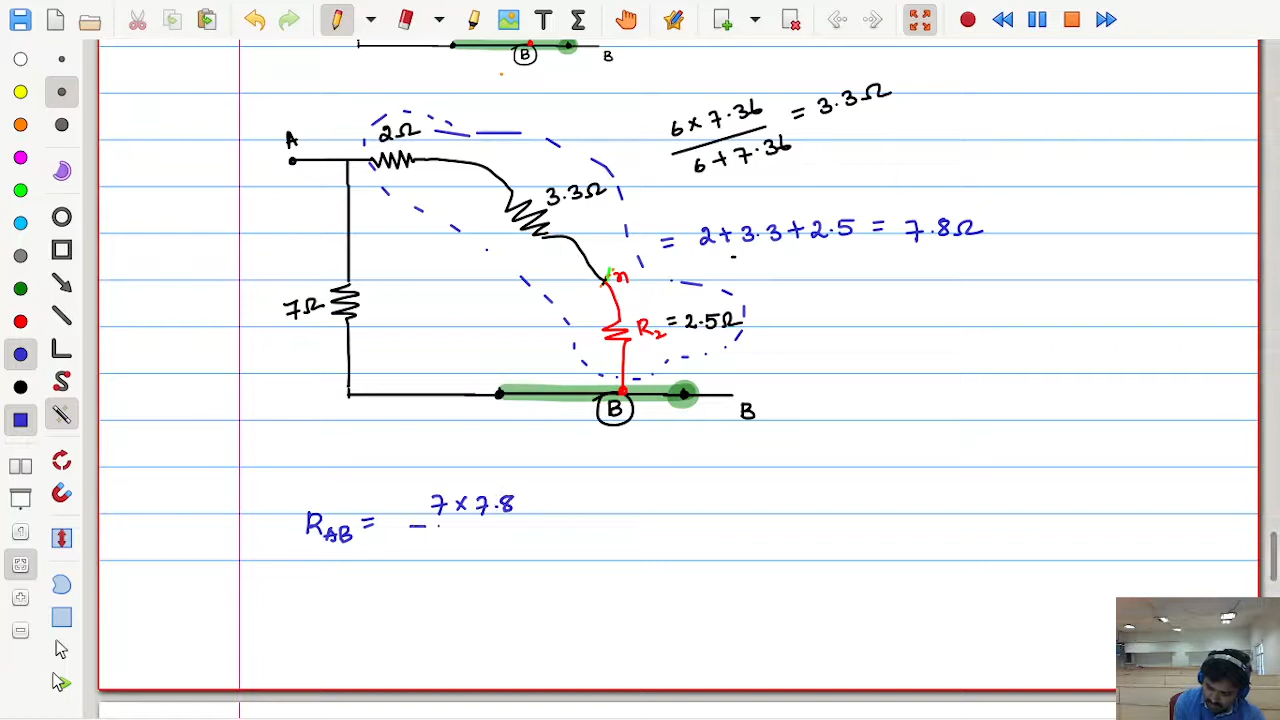 B B
6 × 7.36 / 6 + 7.36 = 3.3Ω
A 2Ω
3.3Ω
= 2 + 3.3 + 2.5 = 7.8Ω
n
7Ω R₂ = 2.5Ω
B B
R_AB = 7 × 7.8